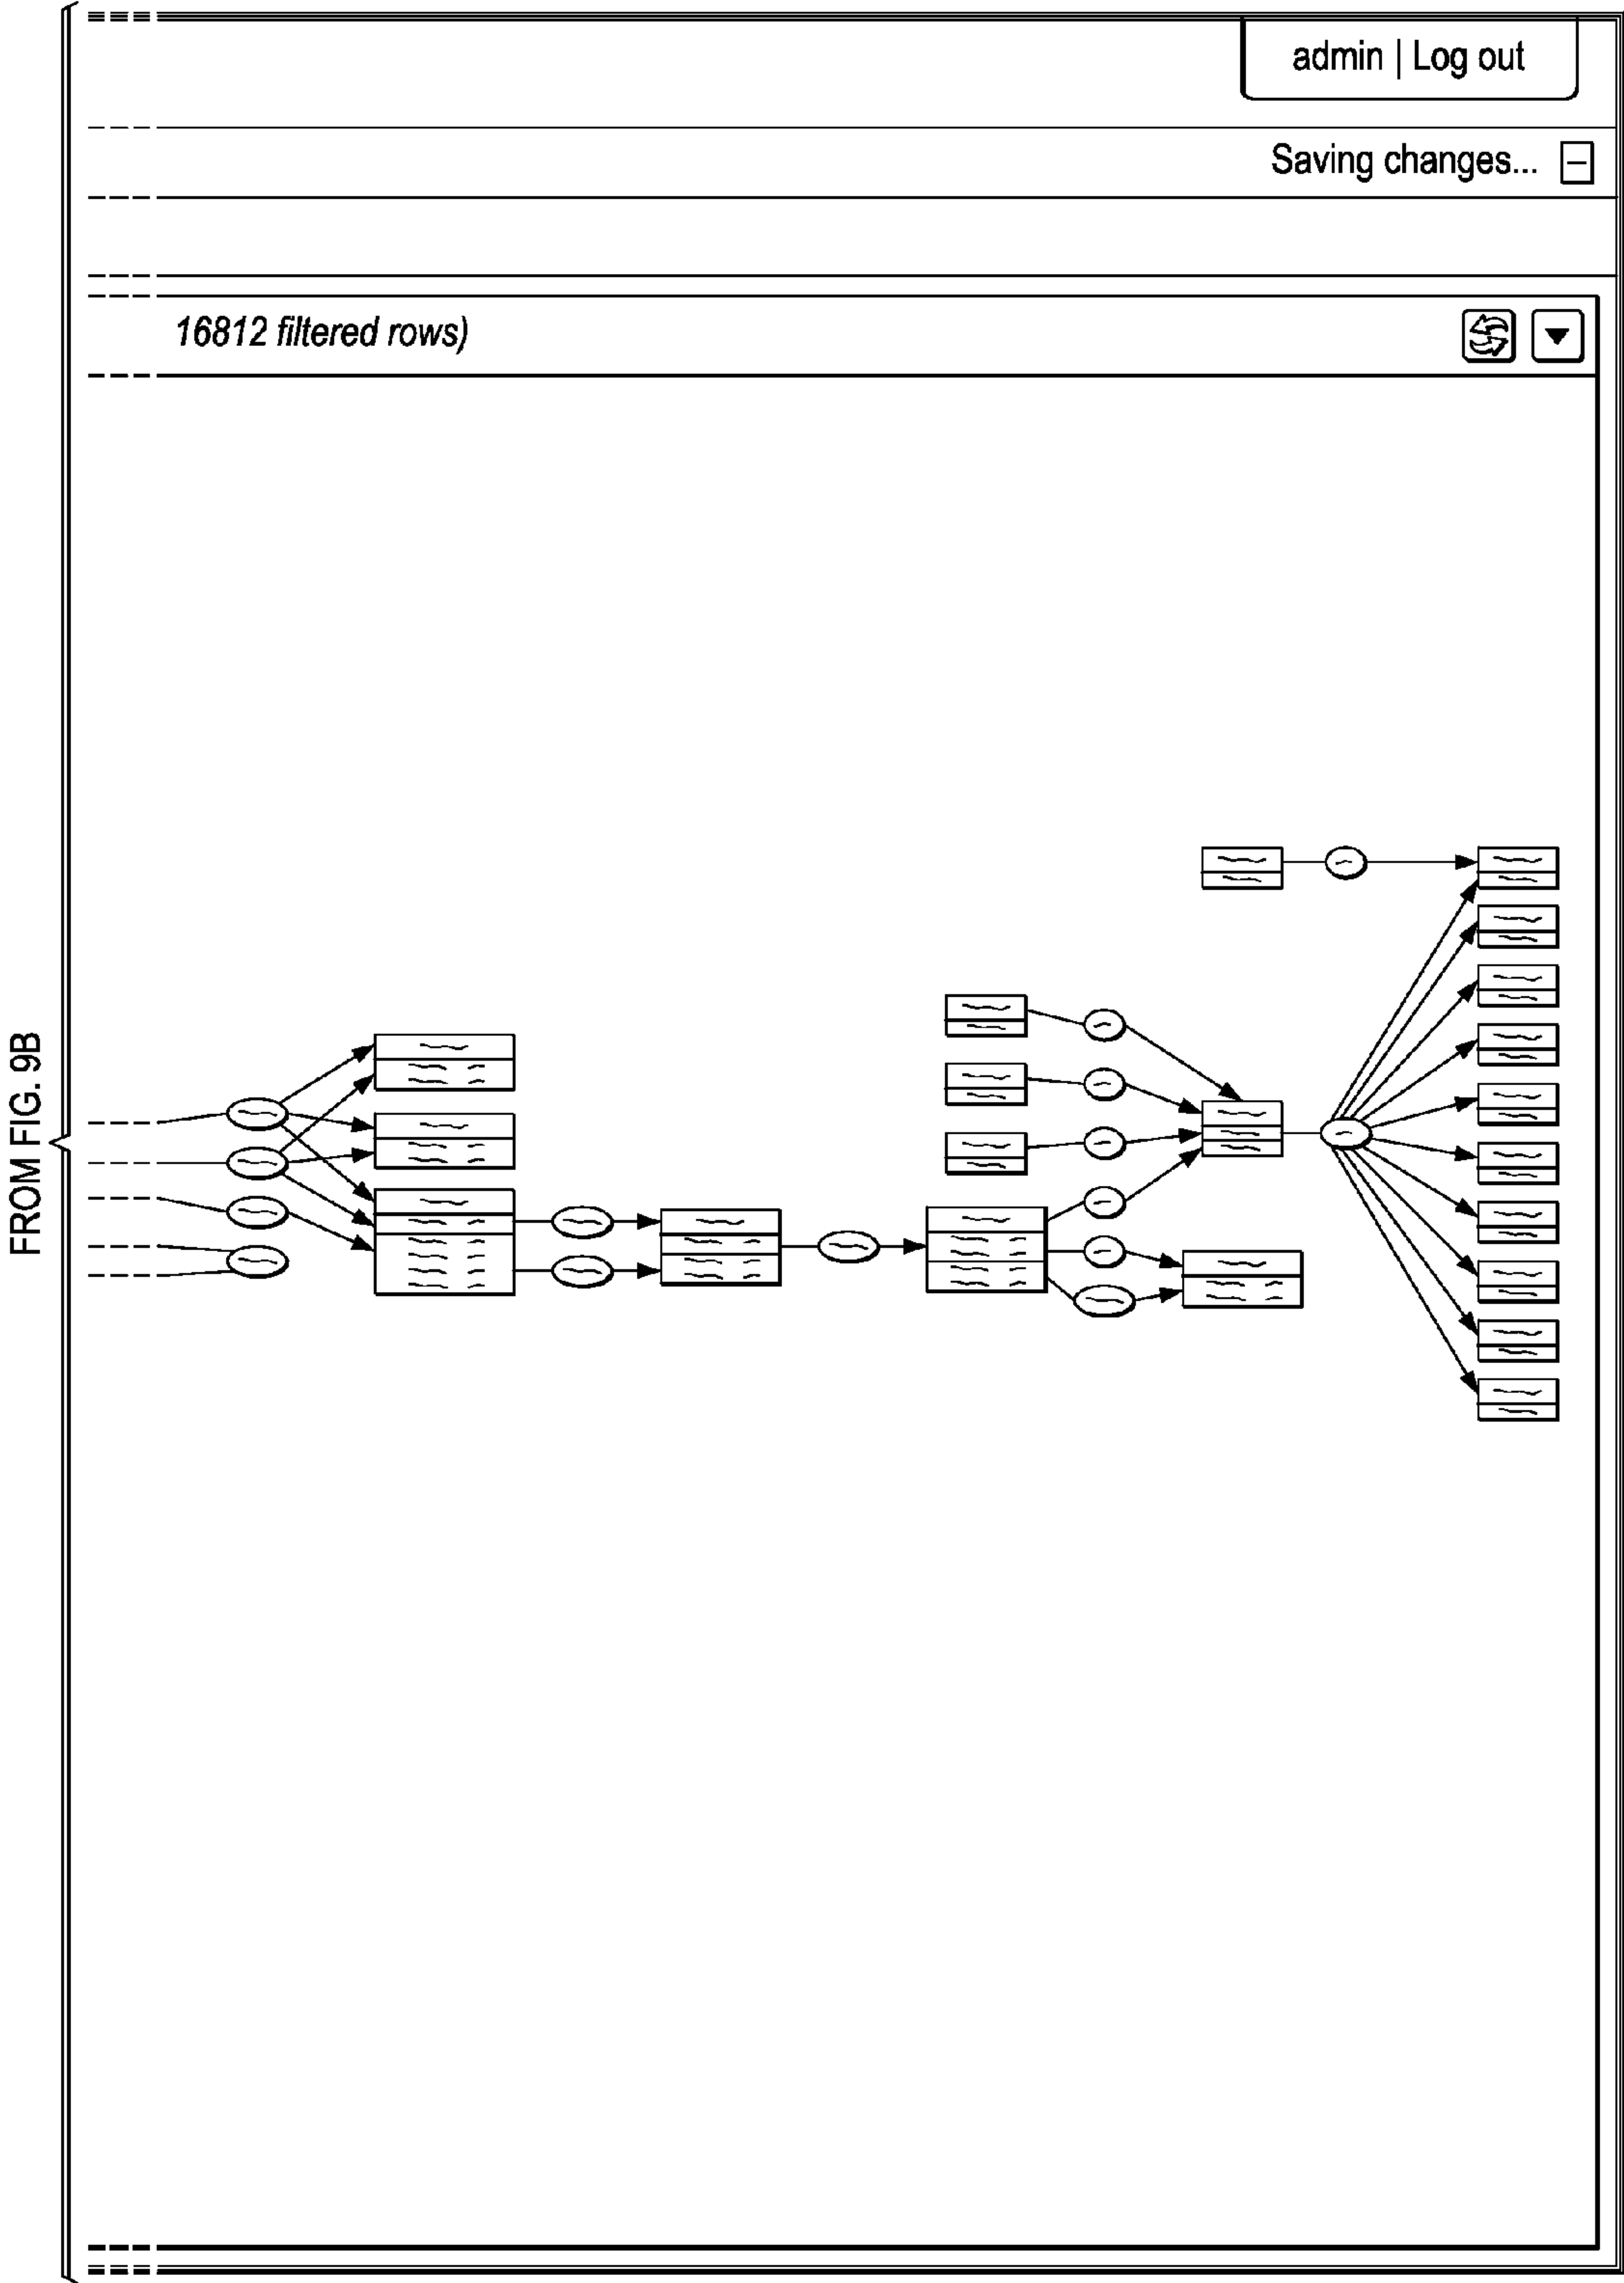 admin | Log out
Saving changes...
16812 filtered rows)
FROM FIG. 9B